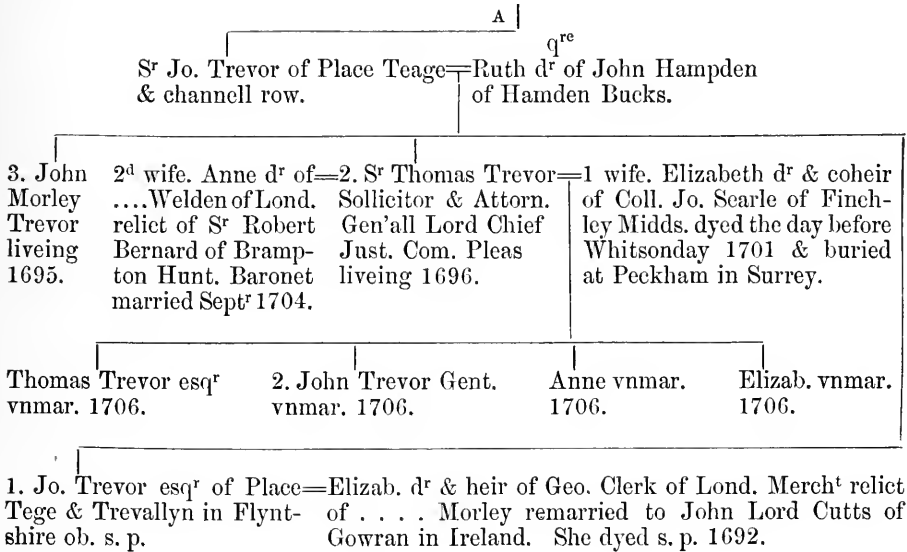 A
qre
Sr Jo. Trevor of Place Teage=Ruth dr of John Hampden
& channell row. of Hamden Bucks.
3. John
Morley
Trevor
liveing
1695.
2d wife. Anne dr of=
....Welden of Lond.
relict of Sr Robert
Bernard of Bramp-
ton Hunt. Baronet
married Septr 1704.
2. Sr Thomas Trevor=
Sollicitor & Attorn.
Gen'all Lord Chief
Just. Com. Pleas
liveing 1696.
1 wife. Elizabeth dr & coheir
of Coll. Jo. Searle of Finch-
ley Midds. dyed the day before
Whitsonday 1701 & buried
at Peckham in Surrey.
Thomas Trevor esqr
vnmar. 1706.
2. John Trevor Gent.
vnmar. 1706.
Anne vnmar.
1706.
Elizab. vnmar.
1706.
1. Jo. Trevor esqr of Place=
Tege & Trevallyn in Flynt-
shire ob. s. p.
Elizab. dr & heir of Geo. Clerk of Lond. Mercht relict
of . . . . Morley remarried to John Lord Cutts of
Gowran in Ireland. She dyed s. p. 1692.